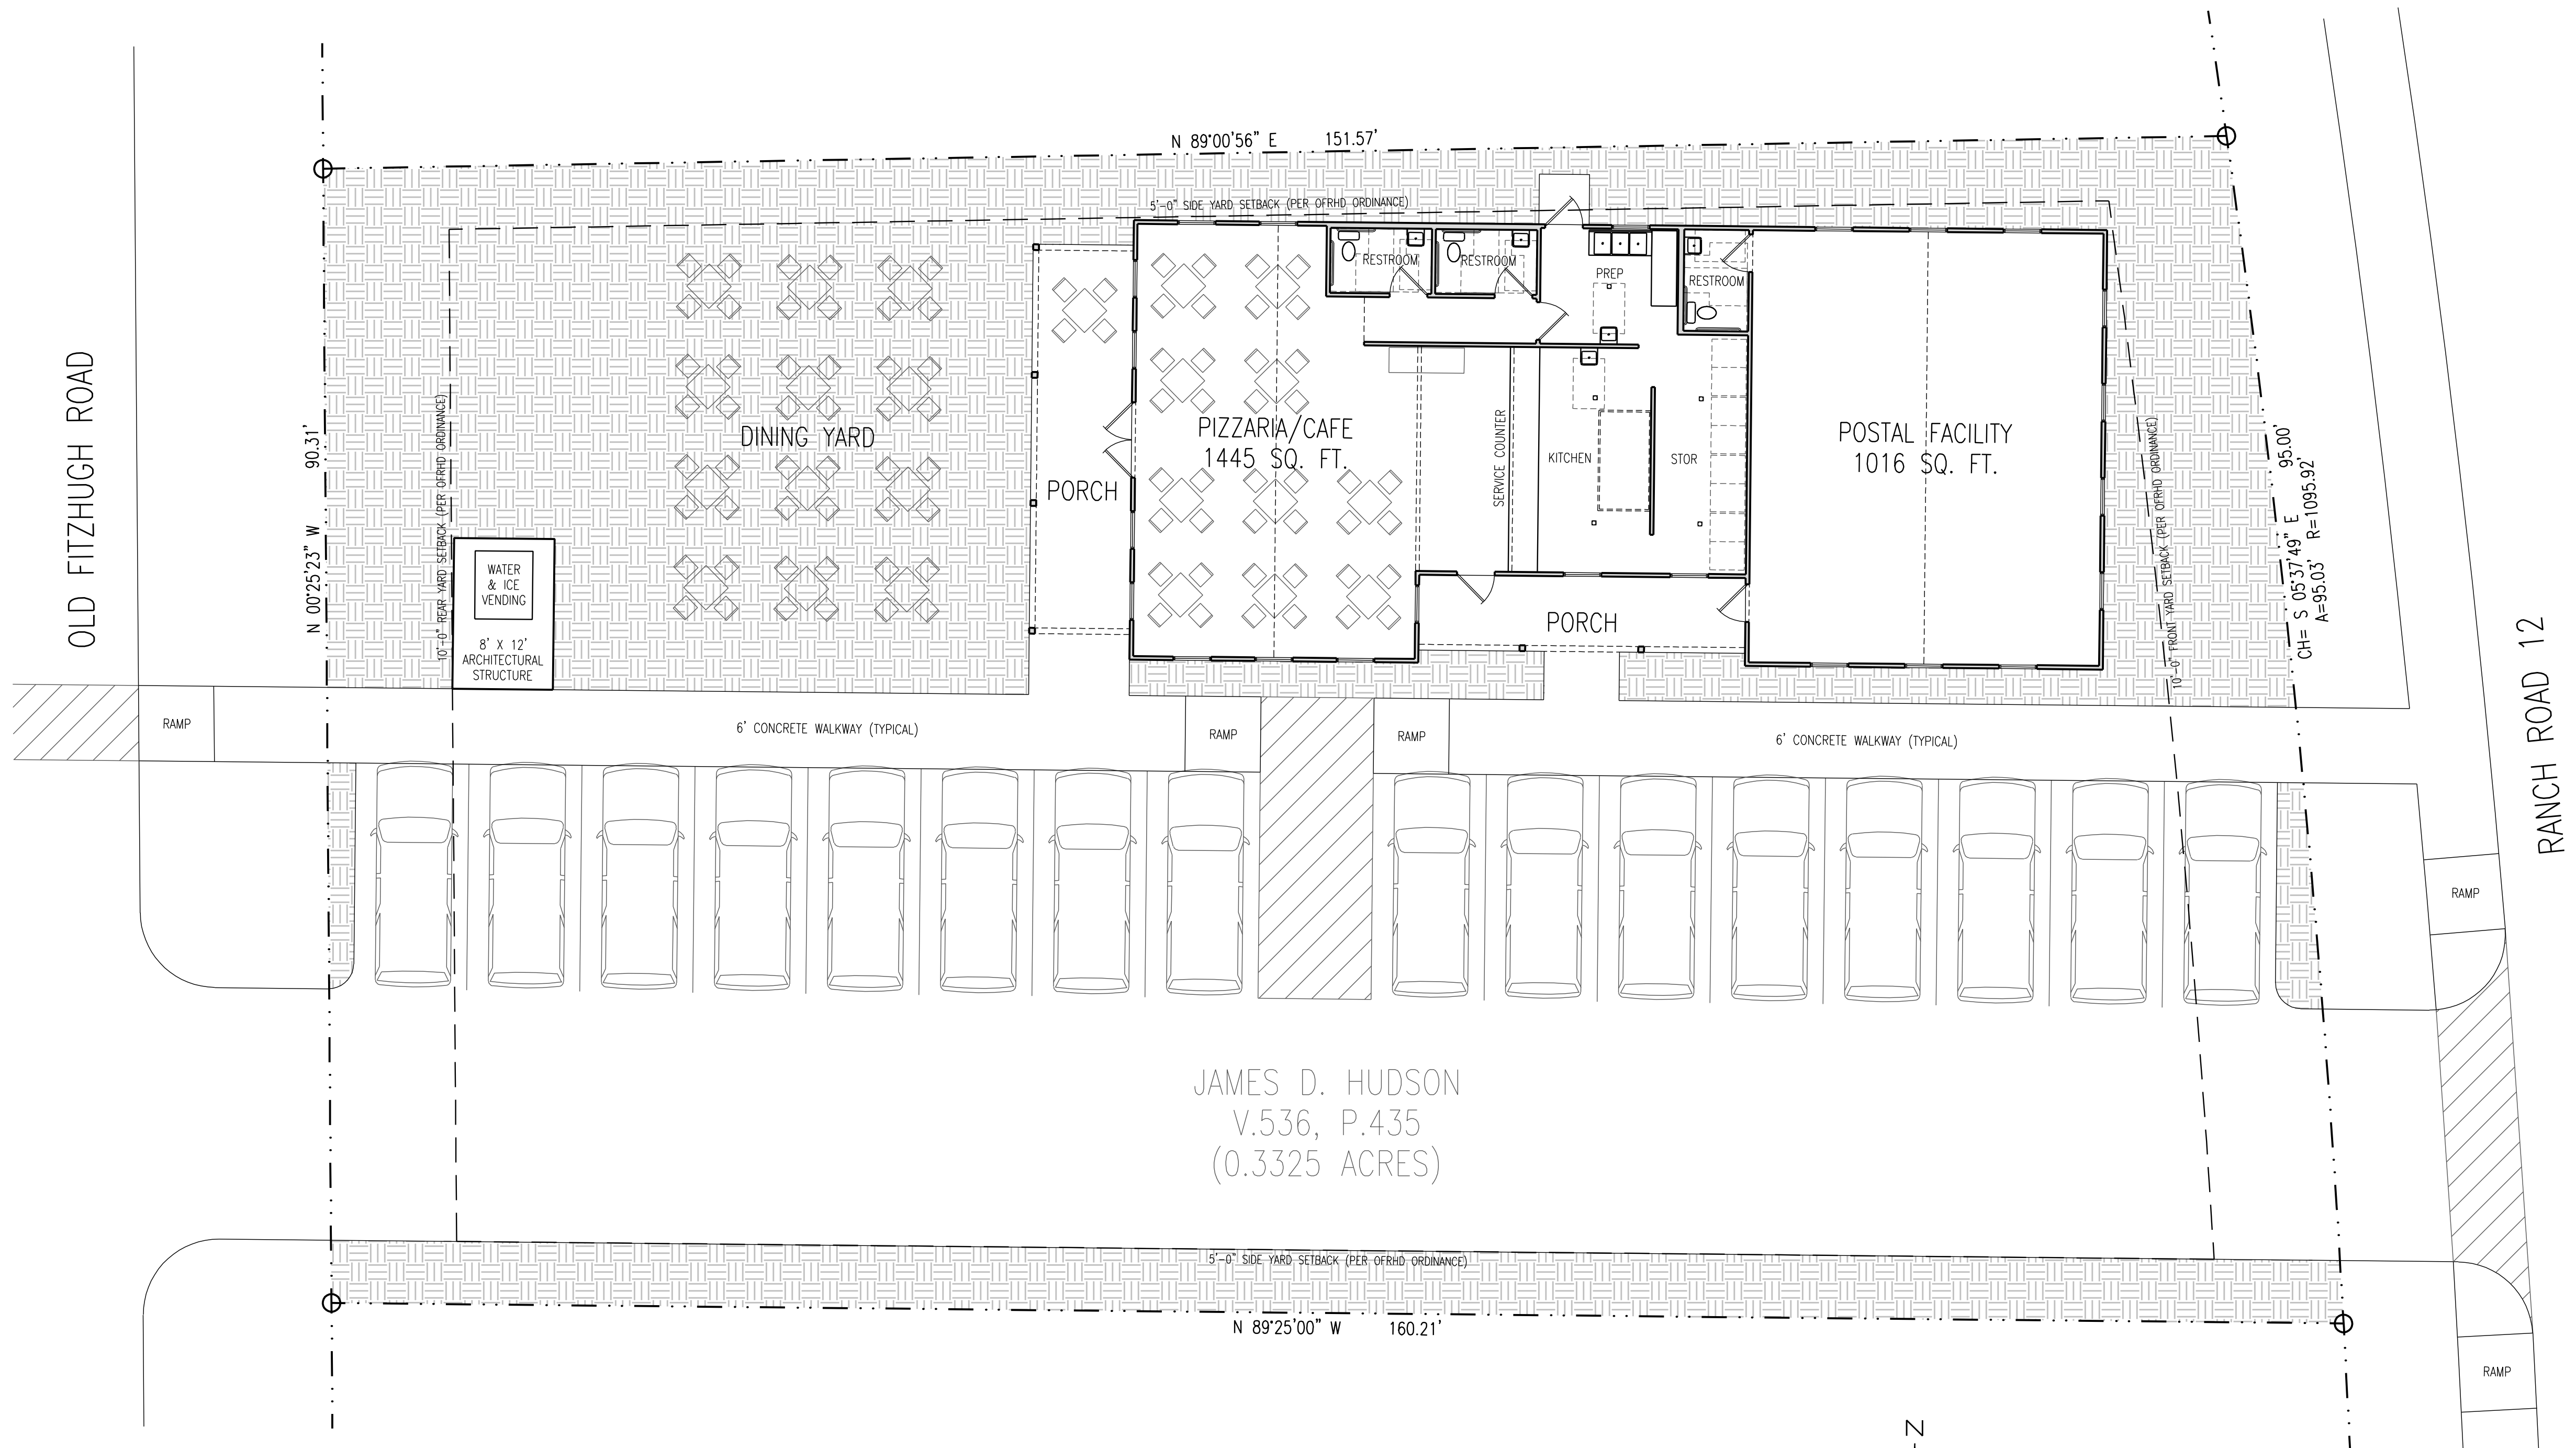 N 89°00'56" E 151.57'
5'-0" SIDE YARD SETBACK (PER OFRHD ORDINANCE)
RESTROOM
RESTROOM
PREP
RESTROOM
OLD FITZHUGH ROAD
N 00°25'23" W 90.31'
10'-0" REAR YARD SETBACK (PER OFRHD ORDINANCE)
DINING YARD
PORCH
PIZZARIA/CAFE
1445 SQ. FT.
SERVICE COUNTER
KITCHEN
STOR
POSTAL FACILITY
1016 SQ. FT.
10'-0" FRONT YARD SETBACK (PER OFRHD ORDINANCE)
CH= S 05°37'49" E 95.00'
A=95.03' R=1095.92'
RANCH ROAD 12
WATER
& ICE
VENDING
8' X 12'
ARCHITECTURAL
STRUCTURE
PORCH
RAMP
6' CONCRETE WALKWAY (TYPICAL)
RAMP
RAMP
6' CONCRETE WALKWAY (TYPICAL)
RAMP
JAMES D. HUDSON
V.536, P.435
(0.3325 ACRES)
5'-0" SIDE YARD SETBACK (PER OFRHD ORDINANCE)
N 89°25'00" W 160.21'
RAMP
N